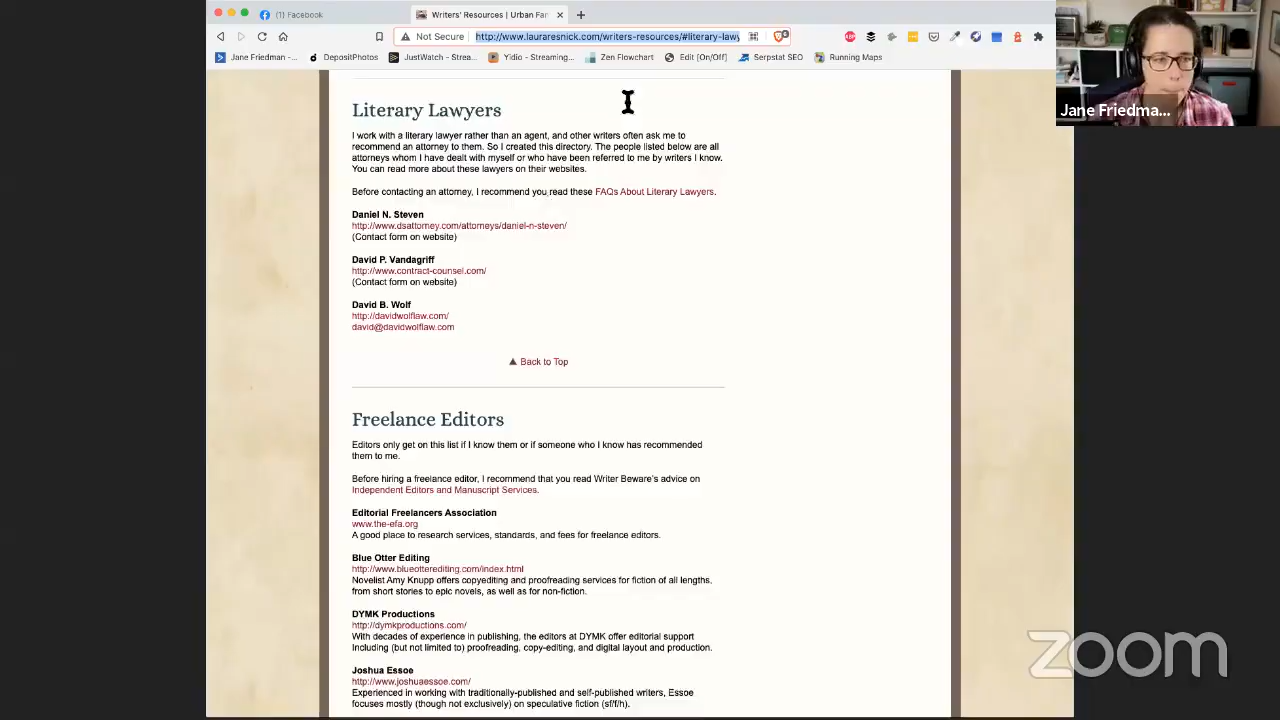 Facebook
Writers' Resources | Urban Fan
Not Secure
http://www.lauraresnick.com/writers-resources/#literary-lawy
Jane Friedman -...
DepositPhotos
JustWatch - Strea...
Yidio - Streaming...
Zen Flowchart
Edit [On/Off]
Serpstat SEO
Running Maps
Jane Friedma...
Literary Lawyers
I work with a literary lawyer rather than an agent, and other writers often ask me to
recommend an attorney to them. So I created this directory. The people listed below are all
attorneys whom I have dealt with myself or who have been referred to me by writers I know.
You can read more about these lawyers on their websites.
Before contacting an attorney, I recommend you read these FAQs About Literary Lawyers.
Daniel N. Steven
http://www.dsattorney.com/attorneys/daniel-n-steven/
(Contact form on website)
David P. Vandagriff
http://www.contract-counsel.com/
(Contact form on website)
David B. Wolf
http://davidwolflaw.com/
david@davidwolflaw.com
Back to Top
Freelance Editors
Editors only get on this list if I know them or if someone who I know has recommended
them to me.
Before hiring a freelance editor, I recommend that you read Writer Beware's advice on
Independent Editors and Manuscript Services.
Editorial Freelancers Association
www.the-efa.org
A good place to research services, standards, and fees for freelance editors.
Blue Otter Editing
http://www.blueotterediting.com/index.html
Novelist Amy Knupp offers copyediting and proofreading services for fiction of all lengths,
from short stories to epic novels, as well as for non-fiction.
DYMK Productions
http://dymkproductions.com/
With decades of experience in publishing, the editors at DYMK offer editorial support
Including (but not limited to) proofreading, copy-editing, and digital layout and production.
Joshua Essoe
http://www.joshuaessoe.com/
Experienced in working with traditionally-published and self-published writers, Essoe
focuses mostly (though not exclusively) on speculative fiction (sf/f/h).
zoom